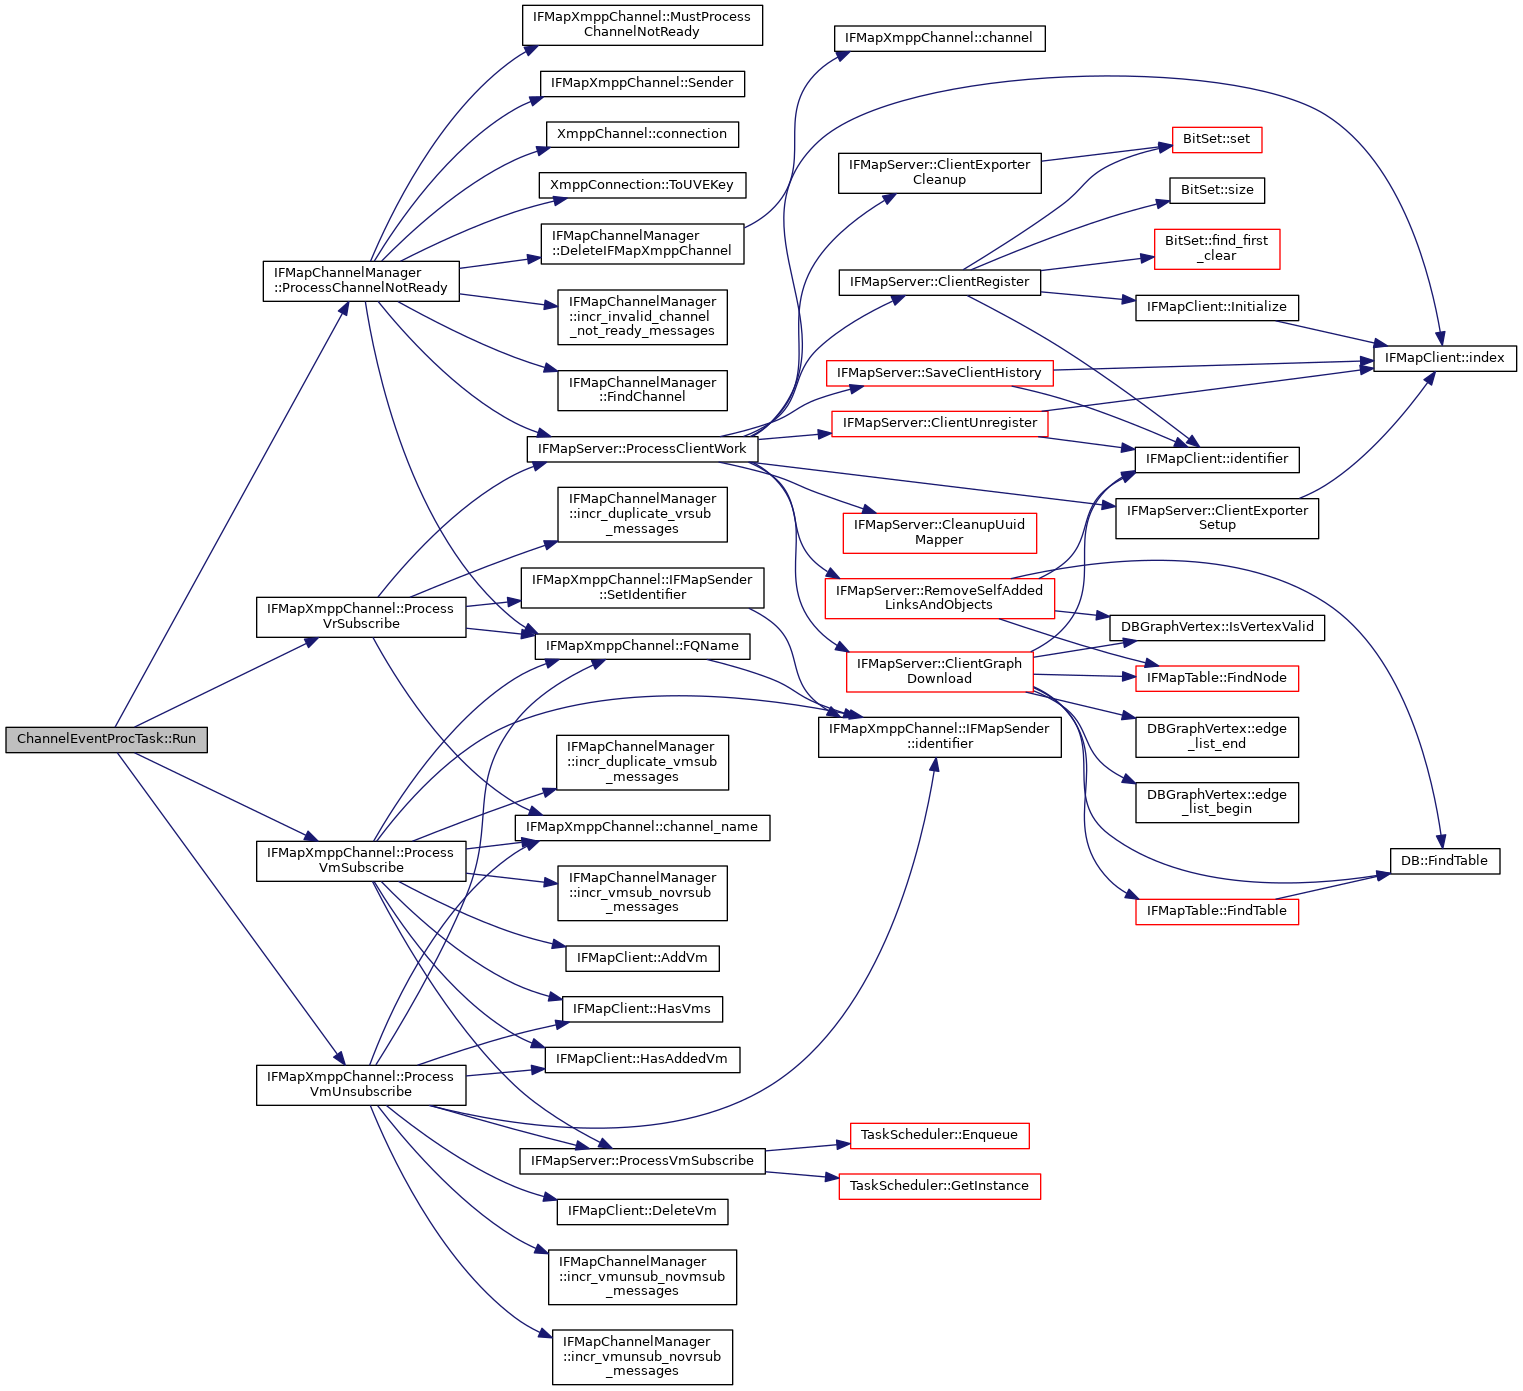 ChannelEventProcTask::Run
IFMapChannelManager
::ProcessChannelNotReady
IFMapXmppChannel::Process
VrSubscribe
IFMapXmppChannel::Process
VmSubscribe
IFMapXmppChannel::Process
VmUnsubscribe
IFMapXmppChannel::MustProcess
ChannelNotReady
IFMapXmppChannel::Sender
XmppChannel::connection
XmppConnection::ToUVEKey
IFMapChannelManager
::DeleteIFMapXmppChannel
IFMapChannelManager
::incr_invalid_channel
_not_ready_messages
IFMapChannelManager
::FindChannel
IFMapServer::ProcessClientWork
IFMapChannelManager
::incr_duplicate_vrsub
_messages
IFMapXmppChannel::IFMapSender
::SetIdentifier
IFMapXmppChannel::FQName
IFMapChannelManager
::incr_duplicate_vmsub
_messages
IFMapXmppChannel::channel_name
IFMapChannelManager
::incr_vmsub_novrsub
_messages
IFMapClient::AddVm
IFMapClient::HasVms
IFMapClient::HasAddedVm
IFMapServer::ProcessVmSubscribe
IFMapClient::DeleteVm
IFMapChannelManager
::incr_vmunsub_novmsub
_messages
IFMapChannelManager
::incr_vmunsub_novrsub
_messages
IFMapXmppChannel::channel
IFMapServer::ClientExporter
Cleanup
IFMapServer::ClientRegister
IFMapServer::SaveClientHistory
IFMapServer::ClientUnregister
IFMapServer::CleanupUuid
Mapper
IFMapServer::RemoveSelfAdded
LinksAndObjects
IFMapServer::ClientGraph
Download
IFMapXmppChannel::IFMapSender
::identifier
TaskScheduler::Enqueue
TaskScheduler::GetInstance
BitSet::set
BitSet::size
BitSet::find_first
_clear
IFMapClient::Initialize
IFMapClient::identifier
IFMapServer::ClientExporter
Setup
DBGraphVertex::IsVertexValid
IFMapTable::FindNode
DBGraphVertex::edge
_list_end
DBGraphVertex::edge
_list_begin
IFMapTable::FindTable
IFMapClient::index
DB::FindTable